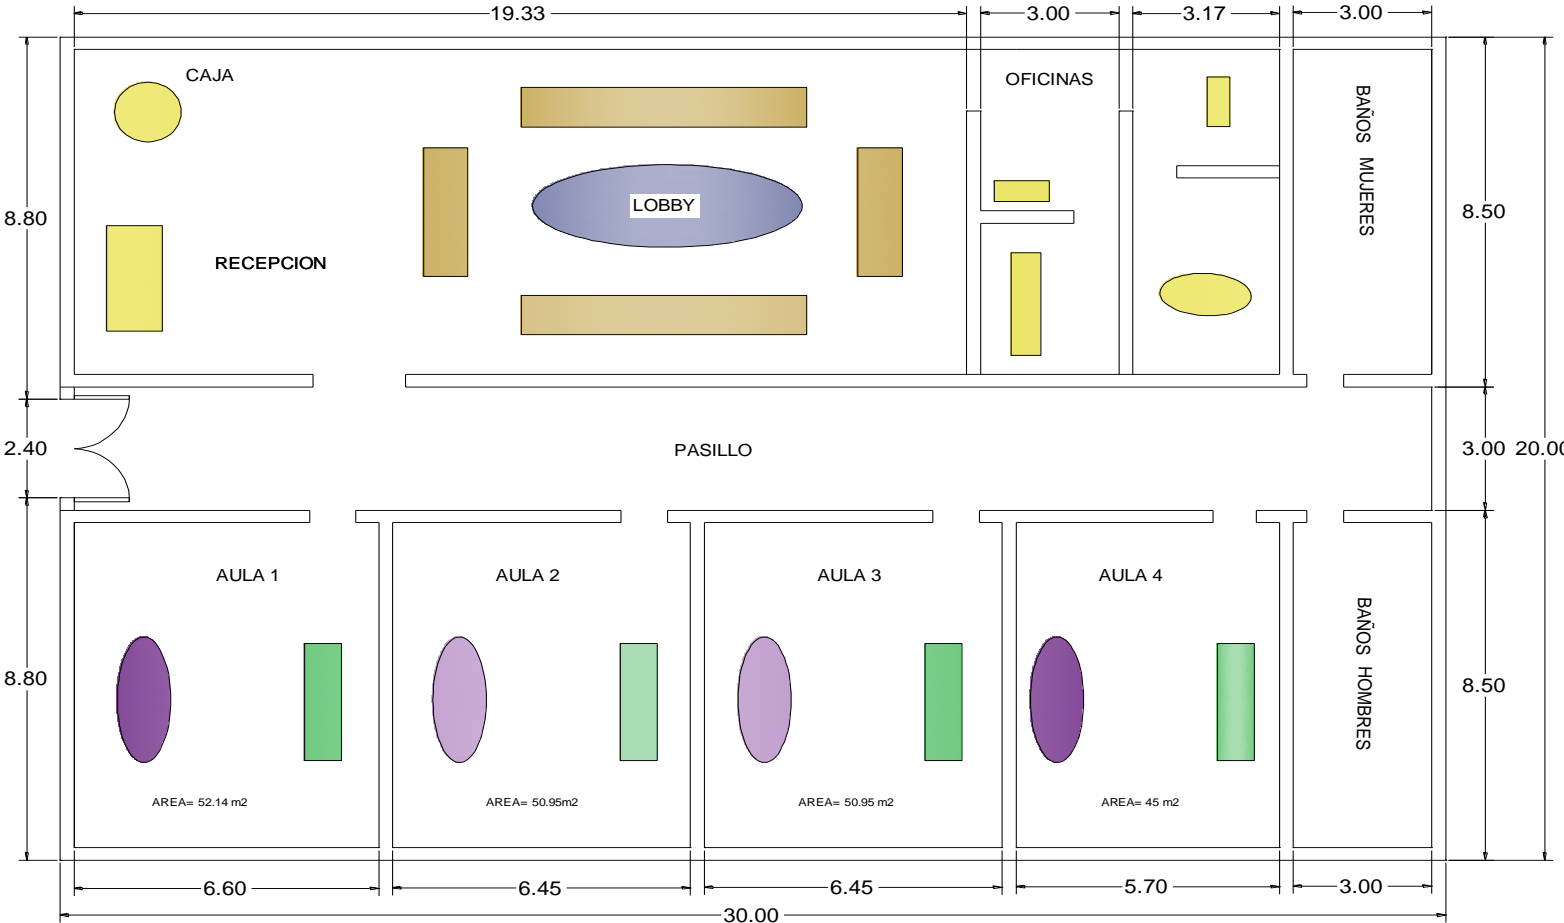 19.33
3.00
3.17
3.00
CAJA
OFICINAS
BAÑOS MUJERES
LOBBY
8.80
8.50
RECEPCION
2.40
PASILLO
3.00
20.00
AULA 1
AULA 2
AULA 3
AULA 4
BAÑOS HOMBRES
8.80
8.50
AREA= 52.14 m2
AREA= 50.95m2
AREA= 50.95 m2
AREA= 45 m2
6.60
6.45
6.45
5.70
3.00
30.00